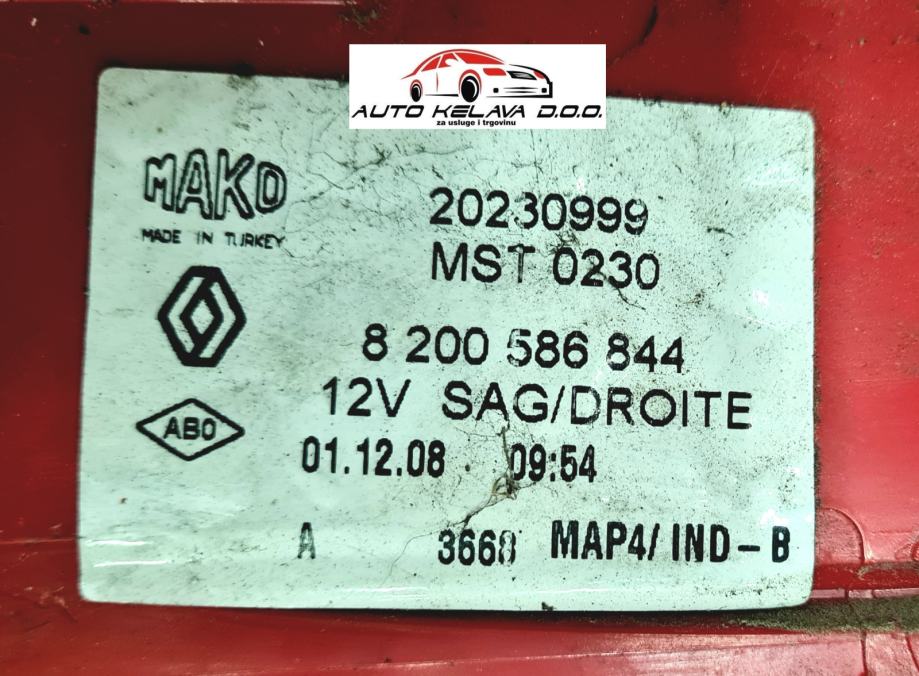 AUTO KELAVA D.O.O.
za usluge i trgovinu
MAKO
MADE IN TURKEY
20230999
MST 0230
8 200 586 844
12V SAG/DROITE
ABO
01.12.08 09:54
A 3668 MAP4/ IND-B